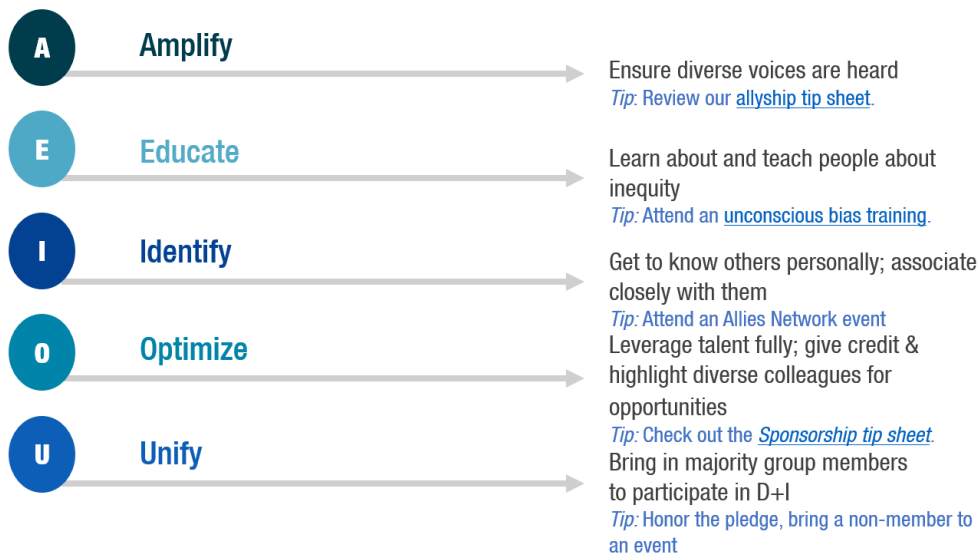 A
Amplify
Ensure diverse voices are heard
Tip: Review our allyship tip sheet.
E
Educate
Learn about and teach people about
inequity
Tip: Attend an unconscious bias training.
I
Identify
Get to know others personally; associate
closely with them
Tip: Attend an Allies Network event
O
Optimize
Leverage talent fully; give credit &
highlight diverse colleagues for
opportunities
Tip: Check out the Sponsorship tip sheet.
U
Unify
Bring in majority group members
to participate in D+I
Tip: Honor the pledge, bring a non-member to
an event